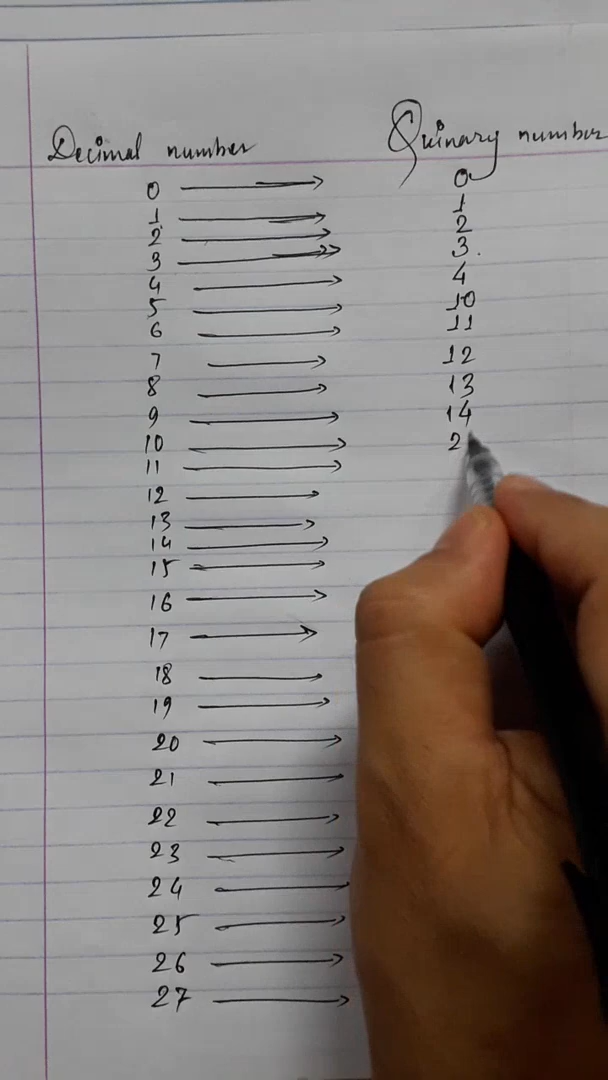 Decimal number Quinary number
0 → 0
1 → 1
2 → 2
3 → 3
4 → 4
5 → 10
6 → 11
7 → 12
8 → 13
9 → 14
10 → 2
11 →
12 →
13 →
14 →
15 →
16 →
17 →
18 →
19 →
20 →
21 →
22 →
23 →
24 →
25 →
26 →
27 →